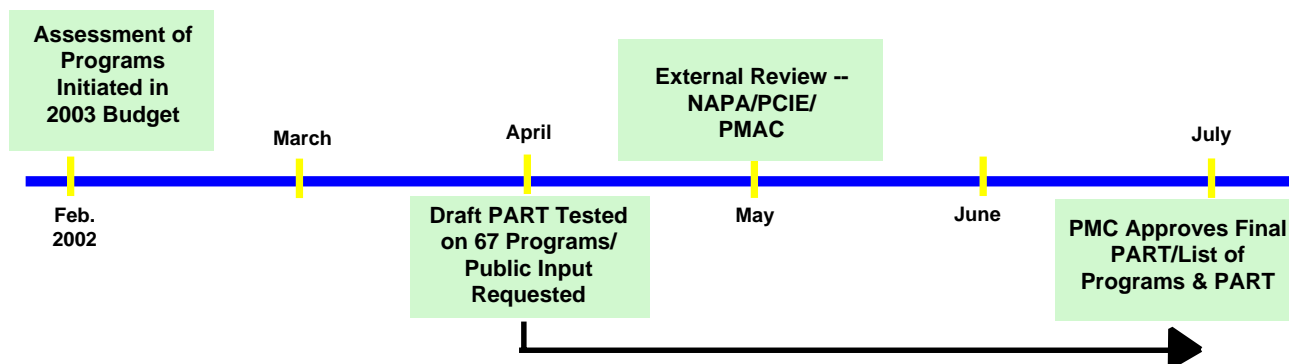 Assessment of
Programs
Initiated in
2003 Budget
Feb.
2002
March
April
Draft PART Tested
on 67 Programs/
Public Input
Requested
External Review --
NAPA/PCIE/
PMAC
May
June
July
PMC Approves Final
PART/List of
Programs & PART